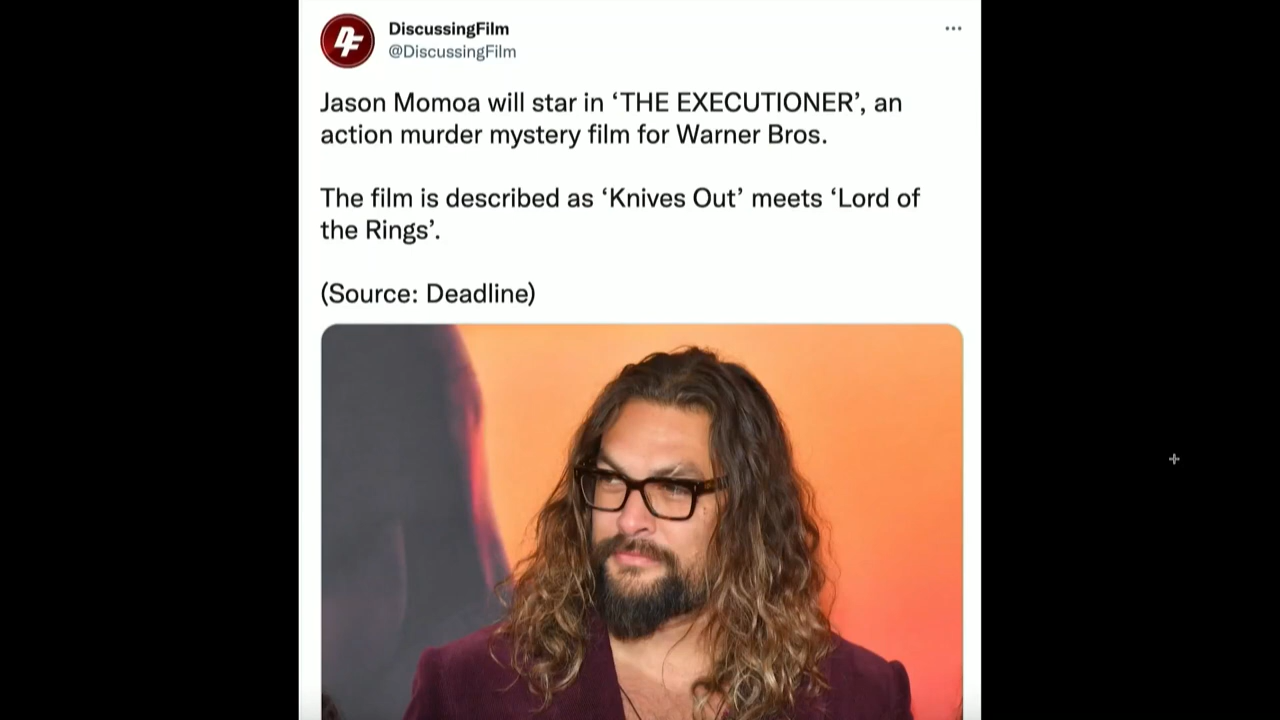 DiscussingFilm
@DiscussingFilm
Jason Momoa will star in ‘THE EXECUTIONER’, an
action murder mystery film for Warner Bros.
The film is described as ‘Knives Out’ meets ‘Lord of
the Rings’.
(Source: Deadline)